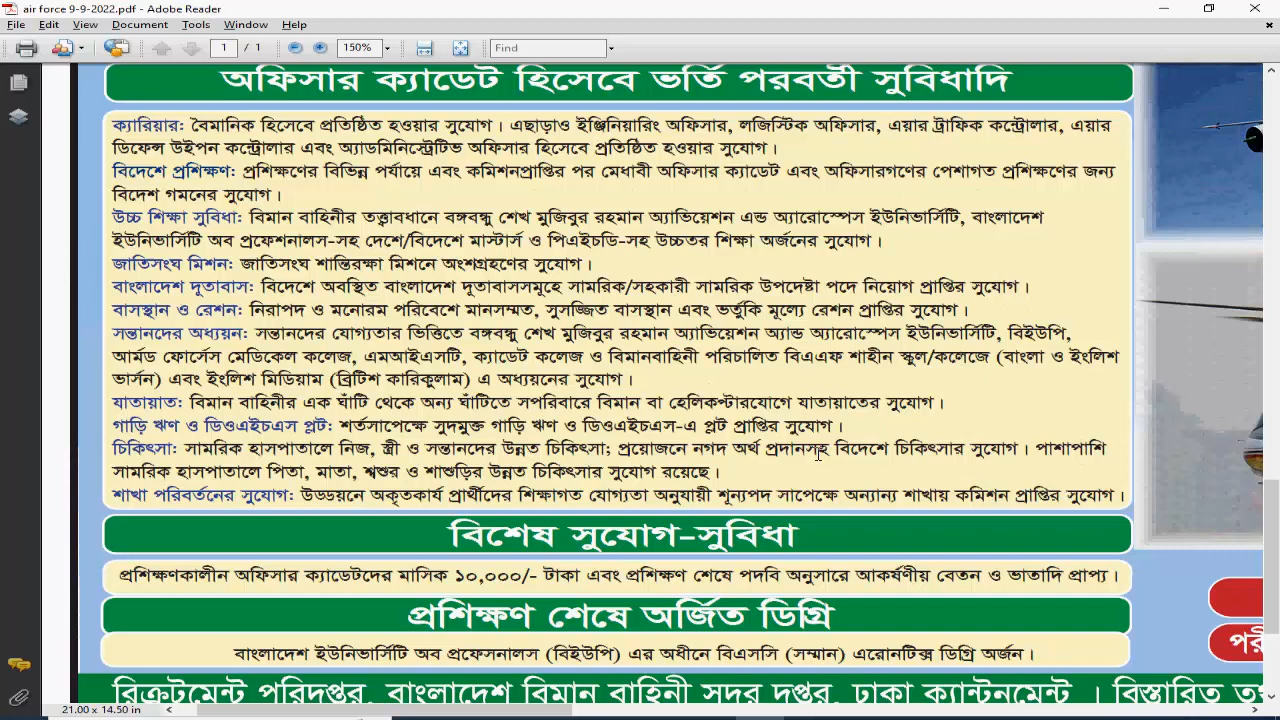 air force 9-9-2022.pdf - Adobe Reader
File Edit View Document Tools Window Help
1 / 1 150% Find
অফিসার ক্যাডেট হিসেবে ভর্তি পরবর্তী সুবিধাদি
ক্যারিয়ার: বৈমানিক হিসেবে প্রতিষ্ঠিত হওয়ার সুযোগ। এছাড়াও ইঞ্জিনিয়ারিং অফিসার, লজিস্টিক অফিসার, এয়ার ট্রাফিক কন্ট্রোলার, এয়ার
ডিফেন্স উইপন কন্ট্রোলার এবং অ্যাডমিনিস্ট্রেটিভ অফিসার হিসেবে প্রতিষ্ঠিত হওয়ার সুযোগ।
বিদেশে প্রশিক্ষণ: প্রশিক্ষণের বিভিন্ন পর্যায়ে এবং কমিশনপ্রাপ্তির পর মেধাবী অফিসার ক্যাডেট এবং অফিসারগণের পেশাগত প্রশিক্ষণের জন্য
বিদেশ গমনের সুযোগ।
উচ্চ শিক্ষা সুবিধা: বিমান বাহিনীর তত্ত্বাবধানে বঙ্গবন্ধু শেখ মুজিবুর রহমান অ্যাভিয়েশন এন্ড অ্যারোস্পেস ইউনিভার্সিটি, বাংলাদেশ
ইউনিভার্সিটি অব প্রফেশনালস-সহ দেশে/বিদেশে মাস্টার্স ও পিএইচডি-সহ উচ্চতর শিক্ষা অর্জনের সুযোগ।
জাতিসংঘ মিশন: জাতিসংঘ শান্তিরক্ষা মিশনে অংশগ্রহণের সুযোগ।
বাংলাদেশ দূতাবাস: বিদেশে অবস্থিত বাংলাদেশ দূতাবাসসমূহে সামরিক/সহকারী সামরিক উপদেষ্টা পদে নিয়োগ প্রাপ্তির সুযোগ।
বাসস্থান ও রেশন: নিরাপদ ও মনোরম পরিবেশে মানসম্মত, সুসজ্জিত বাসস্থান এবং ভর্তুকি মূল্যে রেশন প্রাপ্তির সুযোগ।
সন্তানদের অধ্যয়ন: সন্তানদের যোগ্যতার ভিত্তিতে বঙ্গবন্ধু শেখ মুজিবুর রহমান অ্যাভিয়েশন অ্যান্ড অ্যারোস্পেস ইউনিভার্সিটি, বিইউপি,
আর্মড ফোর্সেস মেডিকেল কলেজ, এমআইএসটি, ক্যাডেট কলেজ ও বিমানবাহিনী পরিচালিত বিএএফ শাহীন স্কুল/কলেজে (বাংলা ও ইংলিশ
ভার্সন) এবং ইংলিশ মিডিয়াম (ব্রিটিশ কারিকুলাম) এ অধ্যয়নের সুযোগ।
যাতায়াত: বিমান বাহিনীর এক ঘাঁটি থেকে অন্য ঘাঁটিতে সপরিবারে বিমান বা হেলিকপ্টারযোগে যাতায়াতের সুযোগ।
গাড়ি ঋণ ও ডিওএইচএস প্লট: শর্তসাপেক্ষে সুদমুক্ত গাড়ি ঋণ ও ডিওএইচএস-এ প্লট প্রাপ্তির সুযোগ।
চিকিৎসা: সামরিক হাসপাতালে নিজ, স্ত্রী ও সন্তানদের উন্নত চিকিৎসা; প্রয়োজনে নগদ অর্থ প্রদানসহ বিদেশে চিকিৎসার সুযোগ। পাশাপাশি
সামরিক হাসপাতালে পিতা, মাতা, শ্বশুর ও শাশুড়ির উন্নত চিকিৎসার সুযোগ রয়েছে।
শাখা পরিবর্তনের সুযোগ: উড্ডয়নে অকৃতকার্য প্রার্থীদের শিক্ষাগত যোগ্যতা অনুযায়ী শূন্যপদ সাপেক্ষে অন্যান্য শাখায় কমিশন প্রাপ্তির সুযোগ।
বিশেষ সুযোগ-সুবিধা
প্রশিক্ষণকালীন অফিসার ক্যাডেটদের মাসিক ১০,০০০/- টাকা এবং প্রশিক্ষণ শেষে পদবি অনুসারে আকর্ষণীয় বেতন ও ভাতাদি প্রাপ্য।
প্রশিক্ষণ শেষে অর্জিত ডিগ্রি
বাংলাদেশ ইউনিভার্সিটি অব প্রফেসনালস (বিইউপি) এর অধীনে বিএসসি (সম্মান) এরোনটিক্স ডিগ্রি অর্জন।
রিক্রুটমেন্ট পরিদপ্তর, বাংলাদেশ বিমান বাহিনী সদর দপ্তর, ঢাকা ক্যান্টনমেন্ট । বিস্তারিত
21.00 x 14.50 in